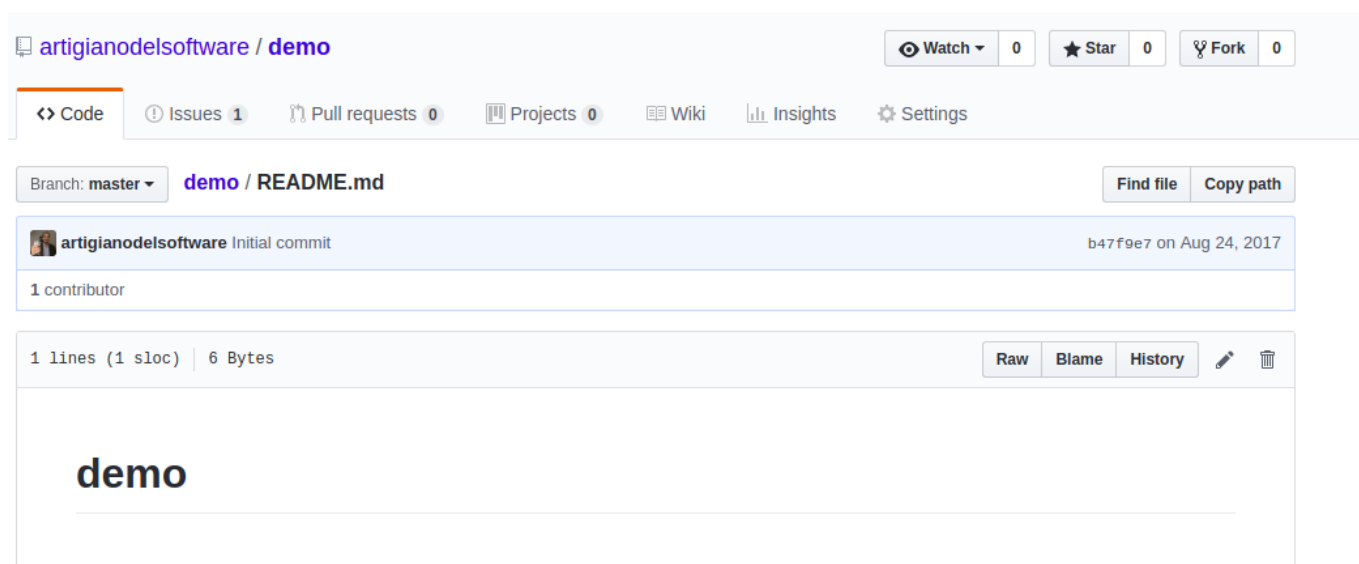 artigianodelsoftware / demo
Watch 0 Star 0 Fork 0
Code Issues 1 Pull requests 0 Projects 0 Wiki Insights Settings
Branch: master demo / README.md Find file Copy path
artigianodelsoftware Initial commit b47f9e7 on Aug 24, 2017
1 contributor
1 lines (1 sloc) 6 Bytes Raw Blame History
demo